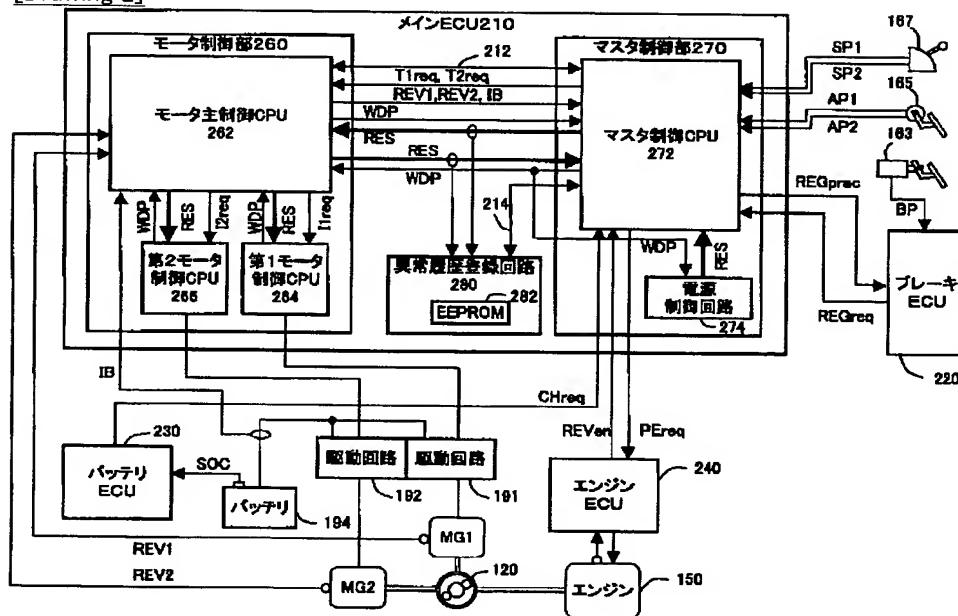 メインECU210
モータ制御部260
マスタ制御部270
212
T1req, T2req
REV1,REV2, IB
WDP
RES
RES
WDP
モータ主制御CPU
262
マスタ制御CPU
272
SP1
SP2
167
AP1
165
AP2
163
BP
REGprac
REGreq
WDP
RES
I2req
WDP
RES
I1req
214
WDP
RES
第2モータ
制御CPU
266
第1モータ
制御CPU
264
異常履歴登録回路
280
EEPROM
282
電源
制御回路
274
ブレーキ
ECU
220
IB
CHreq
REVen
PEreq
230
バッテリ
ECU
SOC
バッテリ
194
駆動回路
192
駆動回路
191
240
エンジン
ECU
REV1
REV2
MG1
MG2
120
エンジン
150